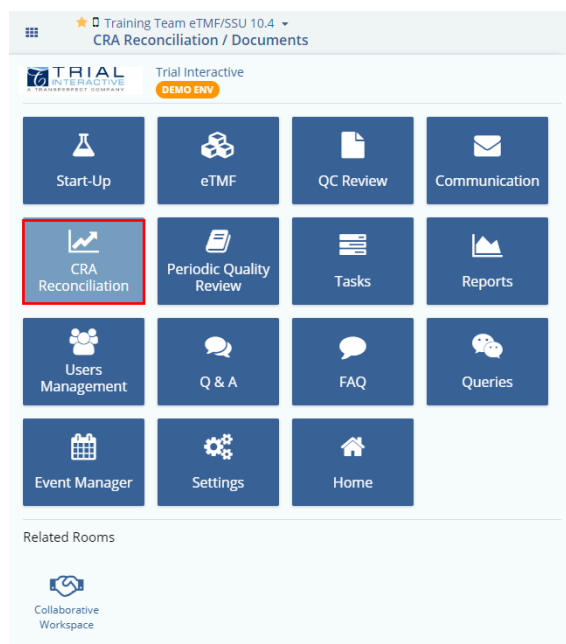 Training Team eTMF/SSU 10.4
CRA Reconciliation / Documents
TRIAL
INTERACTIVE
A TRANSPERFECT COMPANY
Trial Interactive
DEMO ENV
Start-Up
eTMF
QC Review
Communication
CRA
Reconciliation
Periodic Quality
Review
Tasks
Reports
Users
Management
Q & A
FAQ
Queries
Event Manager
Settings
Home
Related Rooms
Collaborative
Workspace